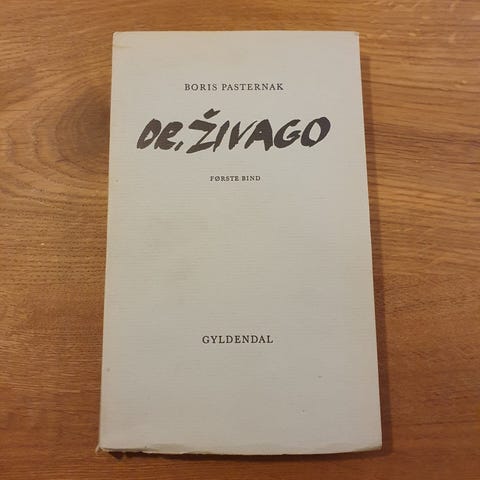 BORIS PASTERNAK
DR. ŽIVAGO
FØRSTE BIND
GYLDENDAL